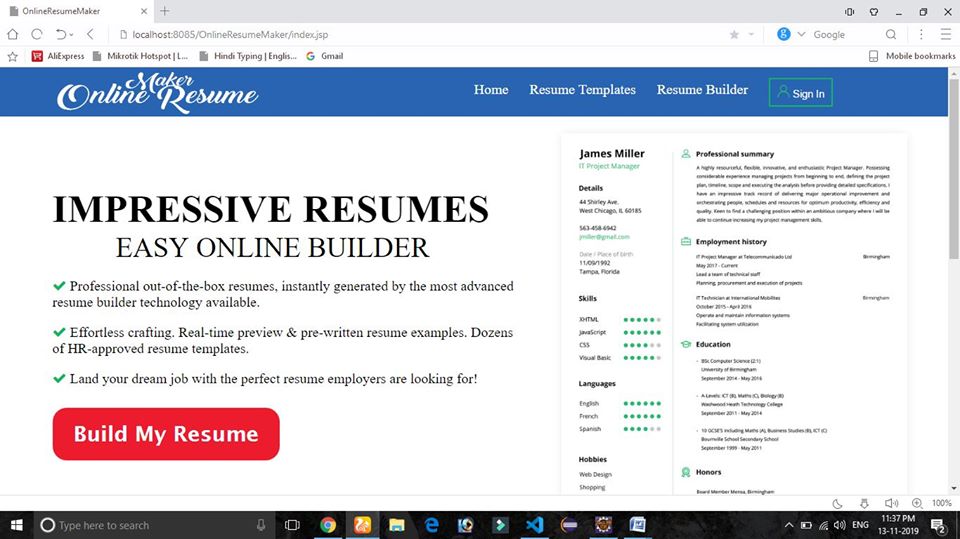 OnlineResumeMaker
localhost:8085/OnlineResumeMaker/index.jsp
Google
AliExpress
Mikrotik Hotspot | L...
Hindi Typing | Englis...
Gmail
Mobile bookmarks
Maker
Online Resume
Home
Resume Templates
Resume Builder
Sign In
IMPRESSIVE RESUMES
EASY ONLINE BUILDER
Professional out-of-the-box resumes, instantly generated by the most advanced
resume builder technology available.
Effortless crafting. Real-time preview & pre-written resume examples. Dozens
of HR-approved resume templates.
Land your dream job with the perfect resume employers are looking for!
Build My Resume
James Miller
IT Project Manager
Details
44 Shirley Ave.
West Chicago, IL 60185
563-458-6942
jmiller@gmail.com
Date / Place of birth
11/09/1992
Tampa, Florida
Skills
XHTML
JavaScript
CSS
Visual Basic
Languages
English
French
Spanish
Hobbies
Web Design
Shopping
Professional summary
A highly resourceful, flexible, innovative, and enthusiastic Project Manager. Possessing
considerable experience managing projects from beginning to end, defining the project
plan, timeline, scope and executing the analysis before providing detailed specifications, I
have an impressive track record of delivering major operational improvement and
orchestrating people, schedules and resources for optimum productivity, efficiency and
quality. Keen to find a challenging position within an ambitious company where I will be
able to continue increasing my project management skills.
Employment history
IT Project Manager at Telecommunicado Ltd
Birmingham
May 2017 - Current
Lead a team of technical staff
Planning, procurement and execution of projects
IT Technician at International Mobilites
Birmingham
October 2015 - April 2016
Operate and maintain information systems
Facilitating system utilization
Education
- BSc Computer Science (2:1)
University of Birmingham
September 2014 - May 2016
- A-Levels: ICT (B), Maths (C), Biology (B)
Washwood Heath Technology College
September 2011 - May 2014
- 10 GCSE'S including Maths (A), Business Studies (B), ICT (C)
Bournville School Secondary School
September 1999 - May 2011
Honors
Board Member Mensa, Birmingham
100%
Type here to search
ENG
11:37 PM
13-11-2019
2